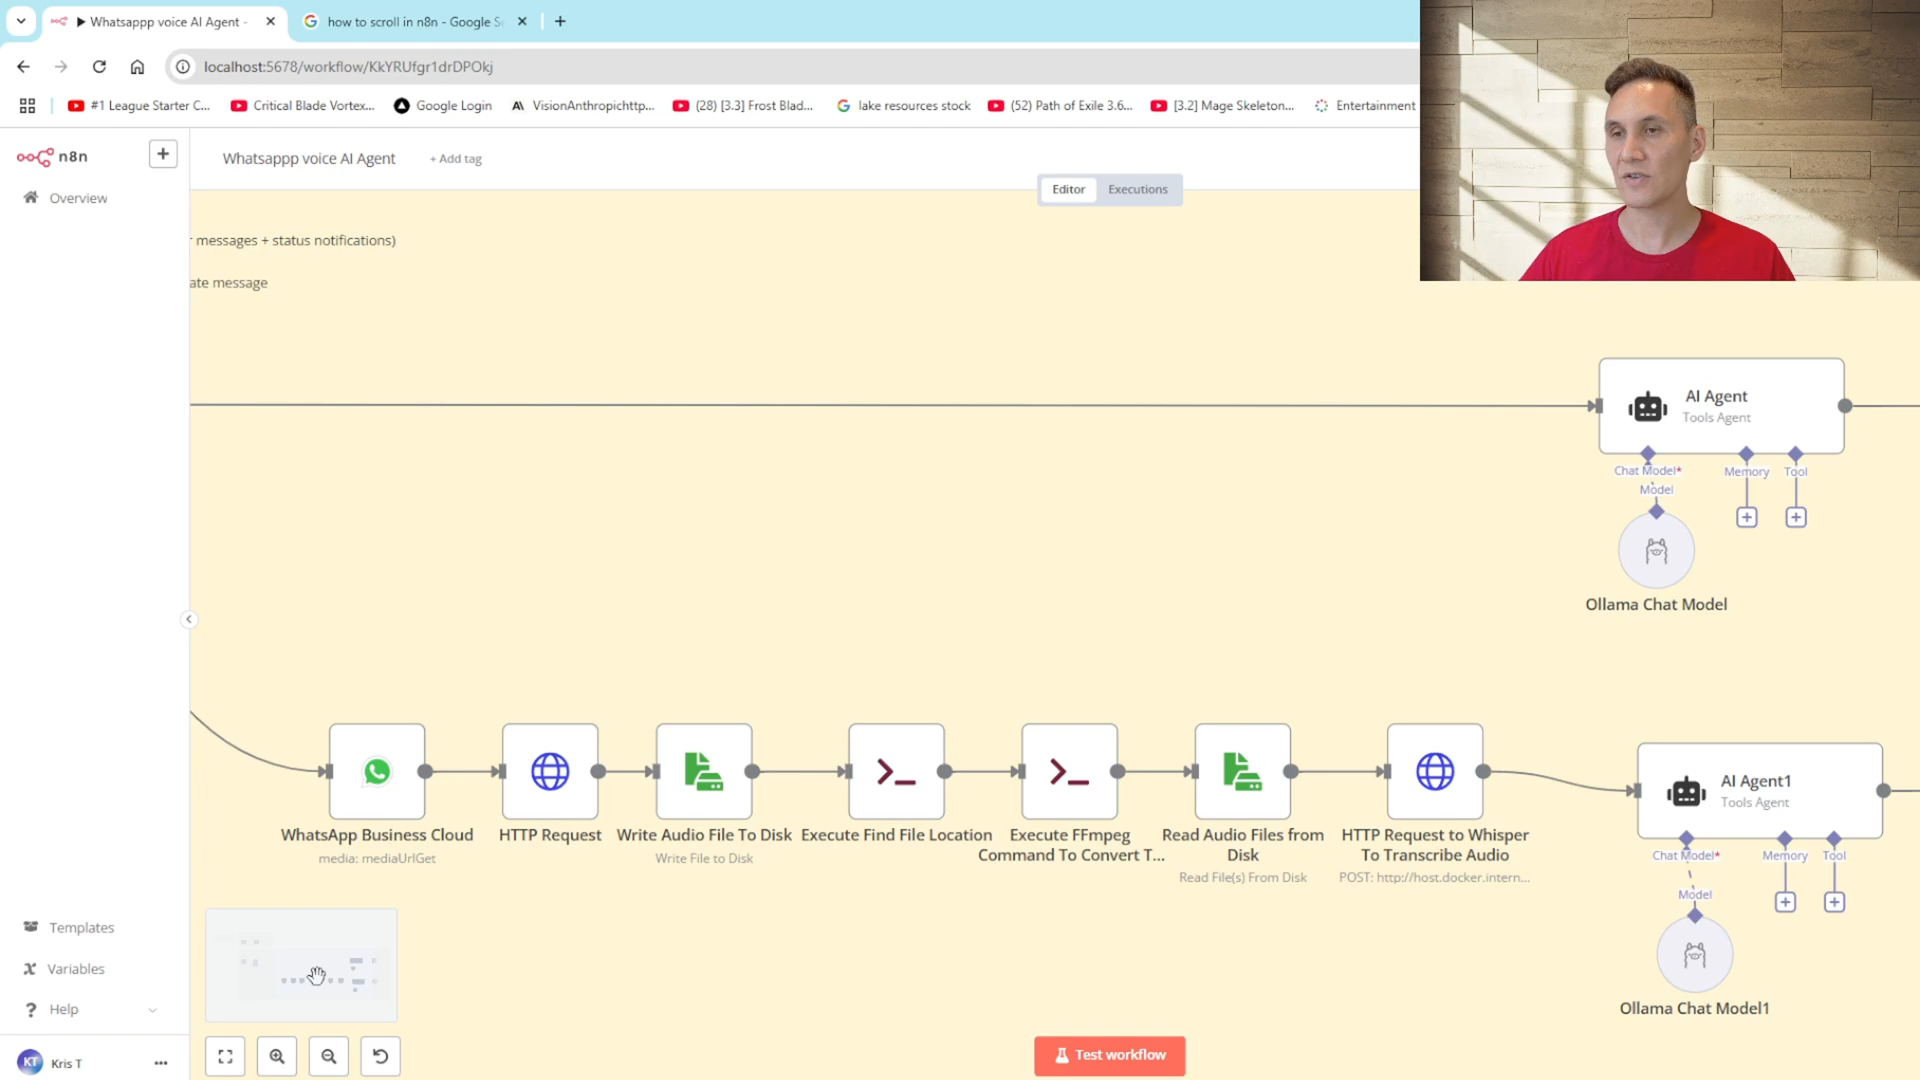 Whatsappp voice AI Agent -
how to scroll in n8n - Google S
localhost:5678/workflow/KkYRUfgr1drDPOkj
#1 League Starter C...
Critical Blade Vortex...
Google Login
VisionAnthropichttp...
(28) [3.3] Frost Blad...
lake resources stock
(52) Path of Exile 3.6...
[3.2] Mage Skeleton...
Entertainment
n8n
Whatsappp voice AI Agent
+ Add tag
Editor
Executions
Overview
messages + status notifications)
ate message
AI Agent
Tools Agent
Chat Model*
Memory
Tool
Model
Ollama Chat Model
WhatsApp Business Cloud
media: mediaUrlGet
HTTP Request
Write Audio File To Disk
Write File to Disk
Execute Find File Location
Execute FFmpeg
Command To Convert T...
Read Audio Files from
Disk
Read File(s) From Disk
HTTP Request to Whisper
To Transcribe Audio
POST: http://host.docker.intern...
AI Agent1
Tools Agent
Chat Model*
Memory
Tool
Model
Ollama Chat Model1
Templates
Variables
Help
KT
Kris T
Test workflow